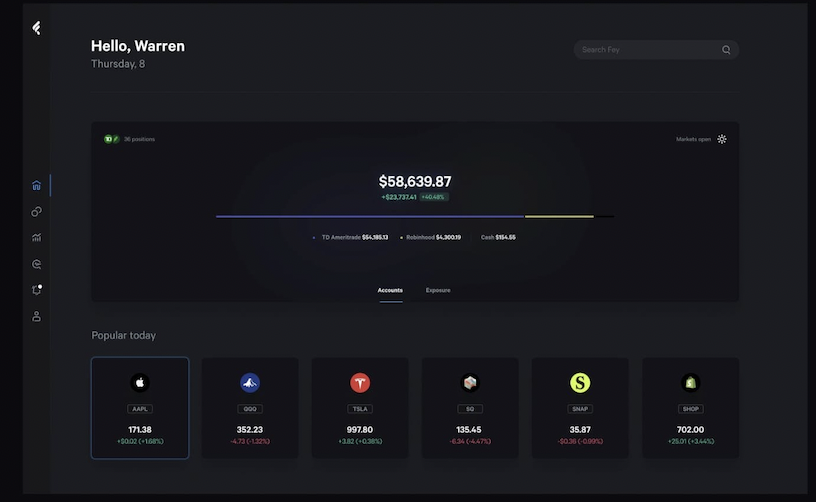 Hello, Warren
Thursday, 8
Search Fey
36 positions
Markets open
$58,639.87
+$23,737.41 +40.48%
TD Ameritrade $54,185.13 Robinhood $4,300.19 Cash $154.55
Accounts Exposure
Popular today
AAPL
171.38
+$0.02 (+1.68%)
QQQ
352.23
-4.73 (-1.32%)
TSLA
997.80
+3.82 (+0.38%)
SQ
135.45
-6.34 (-4.47%)
SNAP
35.87
-$0.36 (-0.99%)
SHOP
702.00
+25.01 (+3.44%)